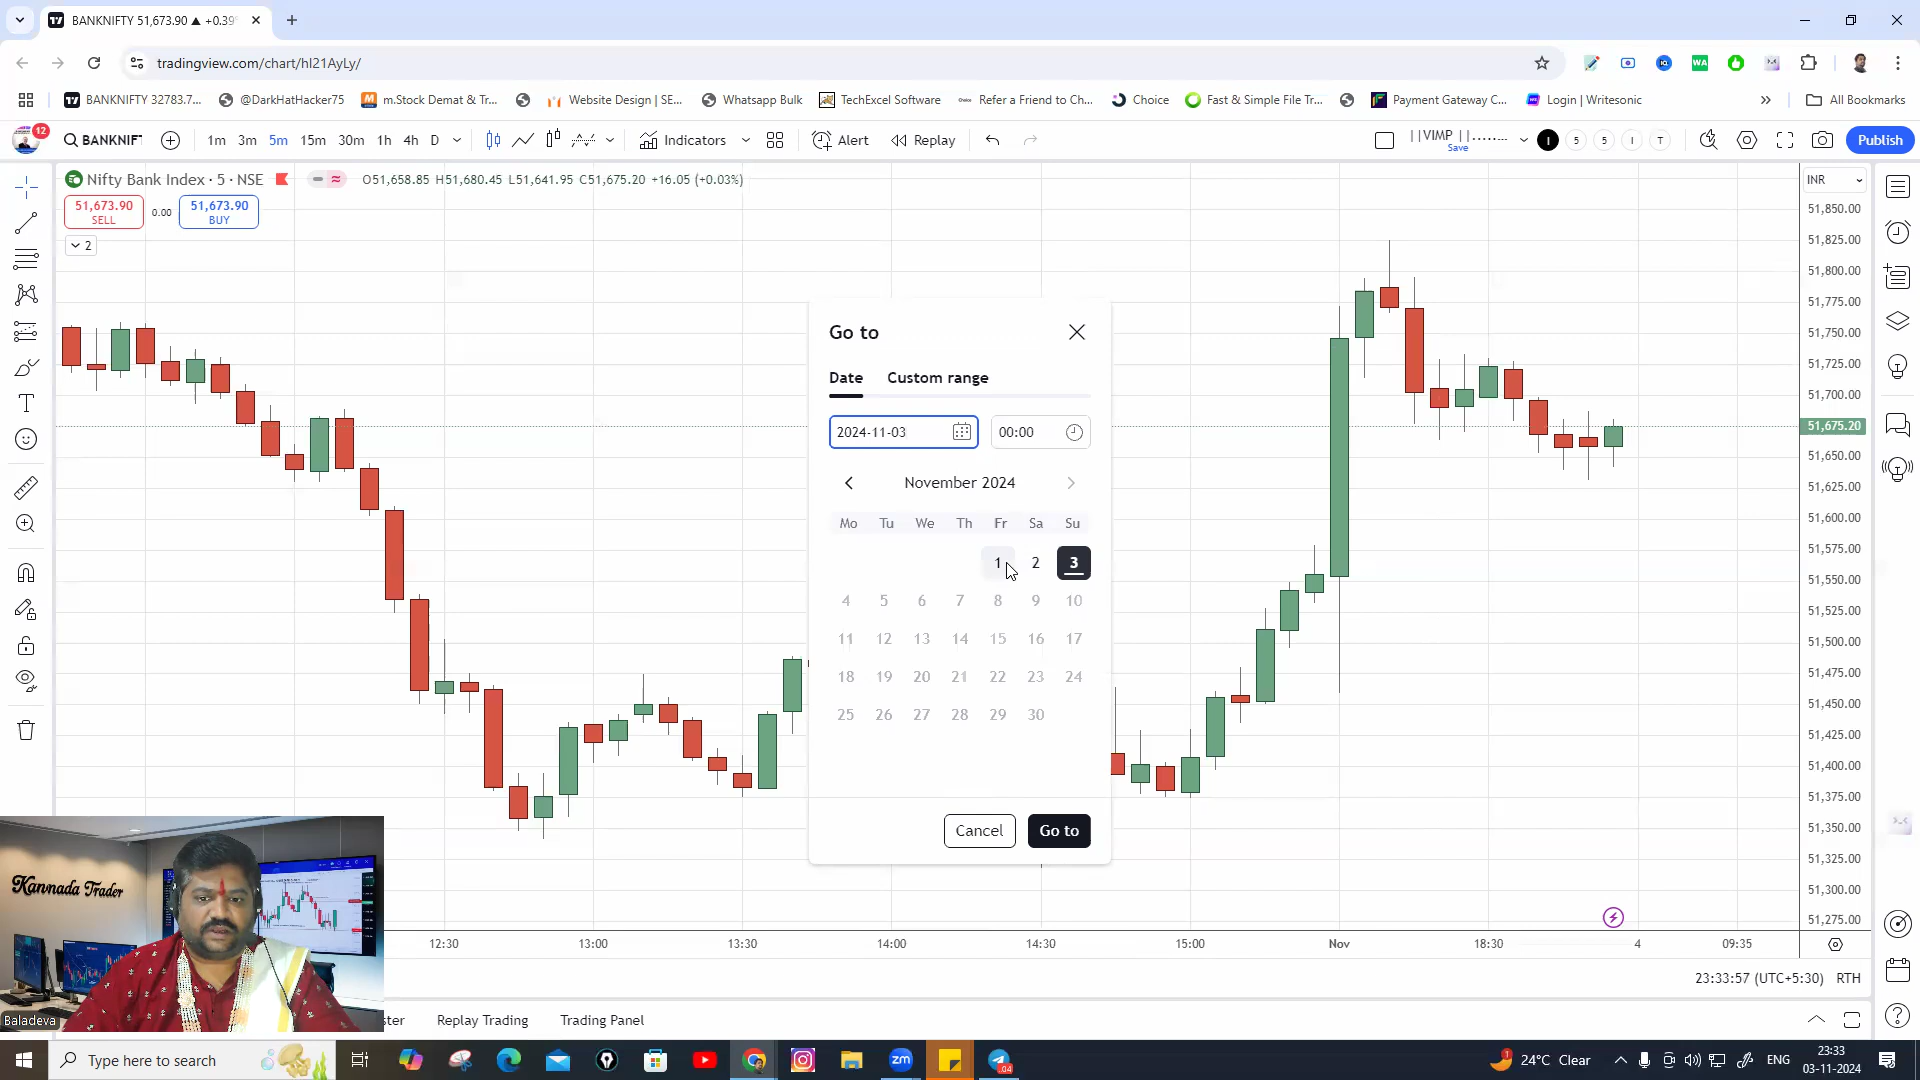 BANKNIFTY 51,673.90 ▲ +0.39
tradingview.com/chart/hI21AyLy/
BANKNIFTY 32783.7...
@DarkHatHacker75
m.Stock Demat & Tr...
Website Design | SE...
Whatsapp Bulk
TechExcel Software
Refer a Friend to Ch...
Choice
Fast & Simple File Tr...
Payment Gateway C...
Login | Writesonic
All Bookmarks
12
BANKNIF
1m 3m 5m 15m 30m 1h 4h D
Indicators
Alert
Replay
||VIMP ||.......
Save
I 5 5 I T
Publish
Nifty Bank Index · 5 · NSE
O51,658.85 H51,680.45 L51,641.95 C51,675.20 +16.05 (+0.03%)
INR
51,673.90
SELL
0.00
51,673.90
BUY
2
51,850.00
51,825.00
51,800.00
51,775.00
51,750.00
51,725.00
51,700.00
51,675.20
51,650.00
51,625.00
51,600.00
51,575.00
51,550.00
51,525.00
51,500.00
51,475.00
51,450.00
51,425.00
51,400.00
51,375.00
51,350.00
51,325.00
51,300.00
51,275.00
Go to
Date Custom range
2024-11-03 00:00
November 2024
Mo Tu We Th Fr Sa Su
1 2 3
4 5 6 7 8 9 10
11 12 13 14 15 16 17
18 19 20 21 22 23 24
25 26 27 28 29 30
Cancel Go to
12:30 13:00 13:30 14:00 14:30 15:00 Nov 18:30 4 09:35
23:33:57 (UTC+5:30) RTH
Kannada Trader
Baladeva
ster Replay Trading Trading Panel
Type here to search
zm
24°C Clear
ENG
23:33
03-11-2024